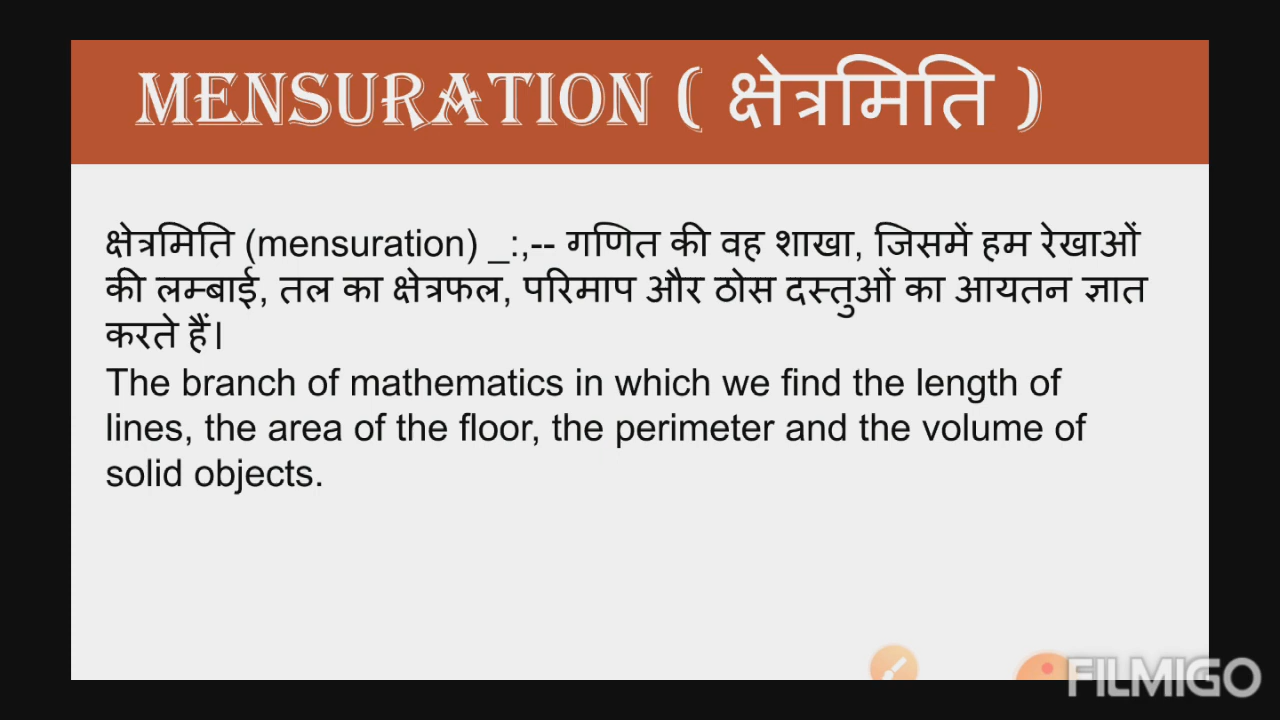 MENSURATION ( क्षेत्रमिति )
क्षेत्रमिति (mensuration) _:,-- गणित की वह शाखा, जिसमें हम रेखाओं
की लम्बाई, तल का क्षेत्रफल, परिमाप और ठोस दस्तुओं का आयतन ज्ञात
करते हैं।
The branch of mathematics in which we find the length of
lines, the area of the floor, the perimeter and the volume of
solid objects.
FILMIGO